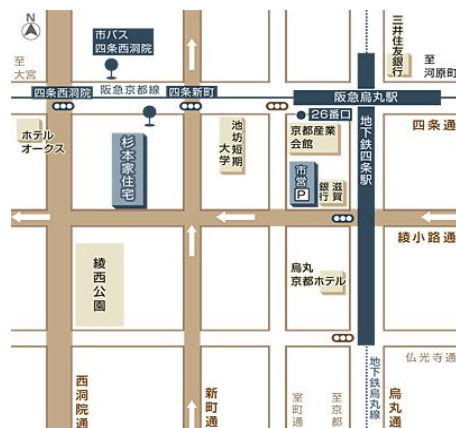 N
至
大宮
市バス
四条西洞院
三井住友
銀行
至
河原町
阪急京都線
四条西洞院
四条新町
阪急烏丸駅
26番口
四条通
ホテル
オークス
杉本家住宅
池坊短期
大学
京都産業
会館
地下鉄四条駅
市営
P
滋賀
銀行
綾小路通
綾西公園
烏丸
京都ホテル
仏光寺通
西洞院通
新町通
室町通
至京都
地下鉄烏丸線
烏丸通